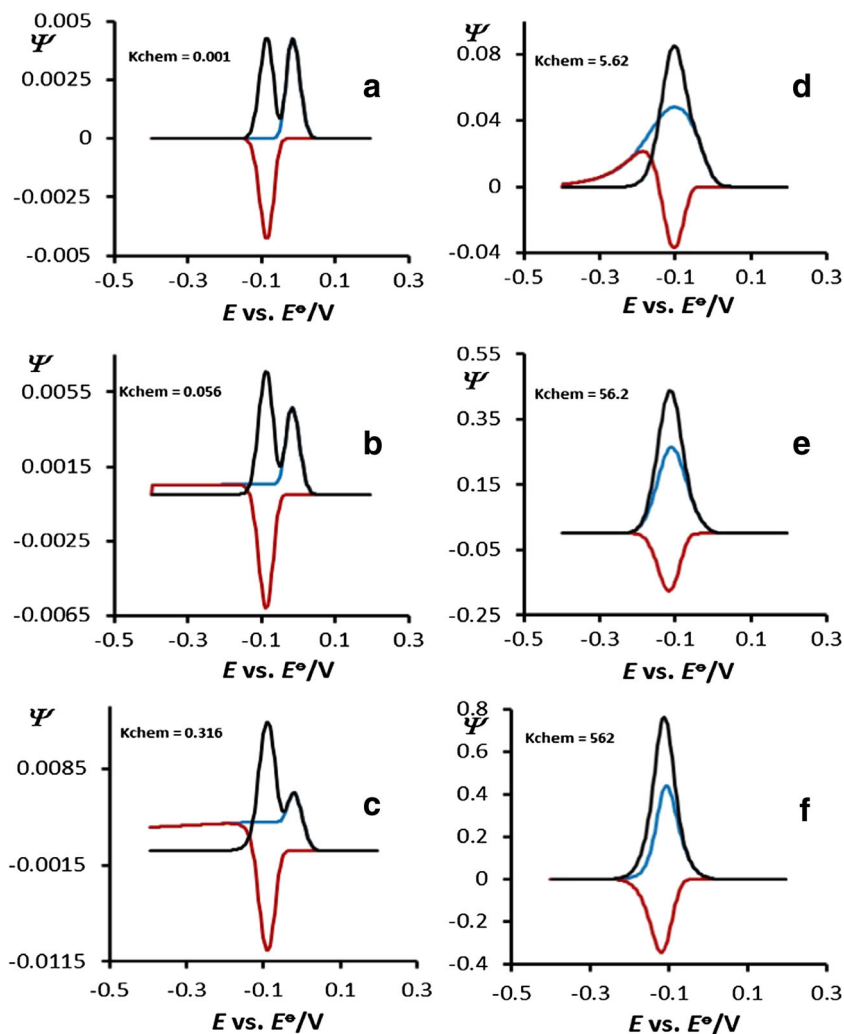 0.005
Ψ
Kchem = 0.001
a
0.0025
0
-0.0025
-0.005
-0.5 -0.3 -0.1 0.1 0.3
E vs. E⦵/V
Ψ
0.08
Kchem = 5.62
d
0.04
0
-0.04
-0.5 -0.3 -0.1 0.1 0.3
E vs. E⦵/V
Ψ
0.0055
Kchem = 0.056
b
0.0015
-0.0025
-0.0065
-0.5 -0.3 -0.1 0.1 0.3
E vs. E⦵/V
0.55
Ψ
Kchem = 56.2
0.35
e
0.15
-0.05
-0.25
-0.5 -0.3 -0.1 0.1 0.3
E vs. E⦵/V
Ψ
Kchem = 0.316
0.0085
c
-0.0015
-0.0115
-0.5 -0.3 -0.1 0.1 0.3
E vs. E⦵/V
0.8
Ψ
Kchem = 562
0.6
0.4
f
0.2
0
-0.2
-0.4
-0.5 -0.3 -0.1 0.1 0.3
E vs. E⦵/V